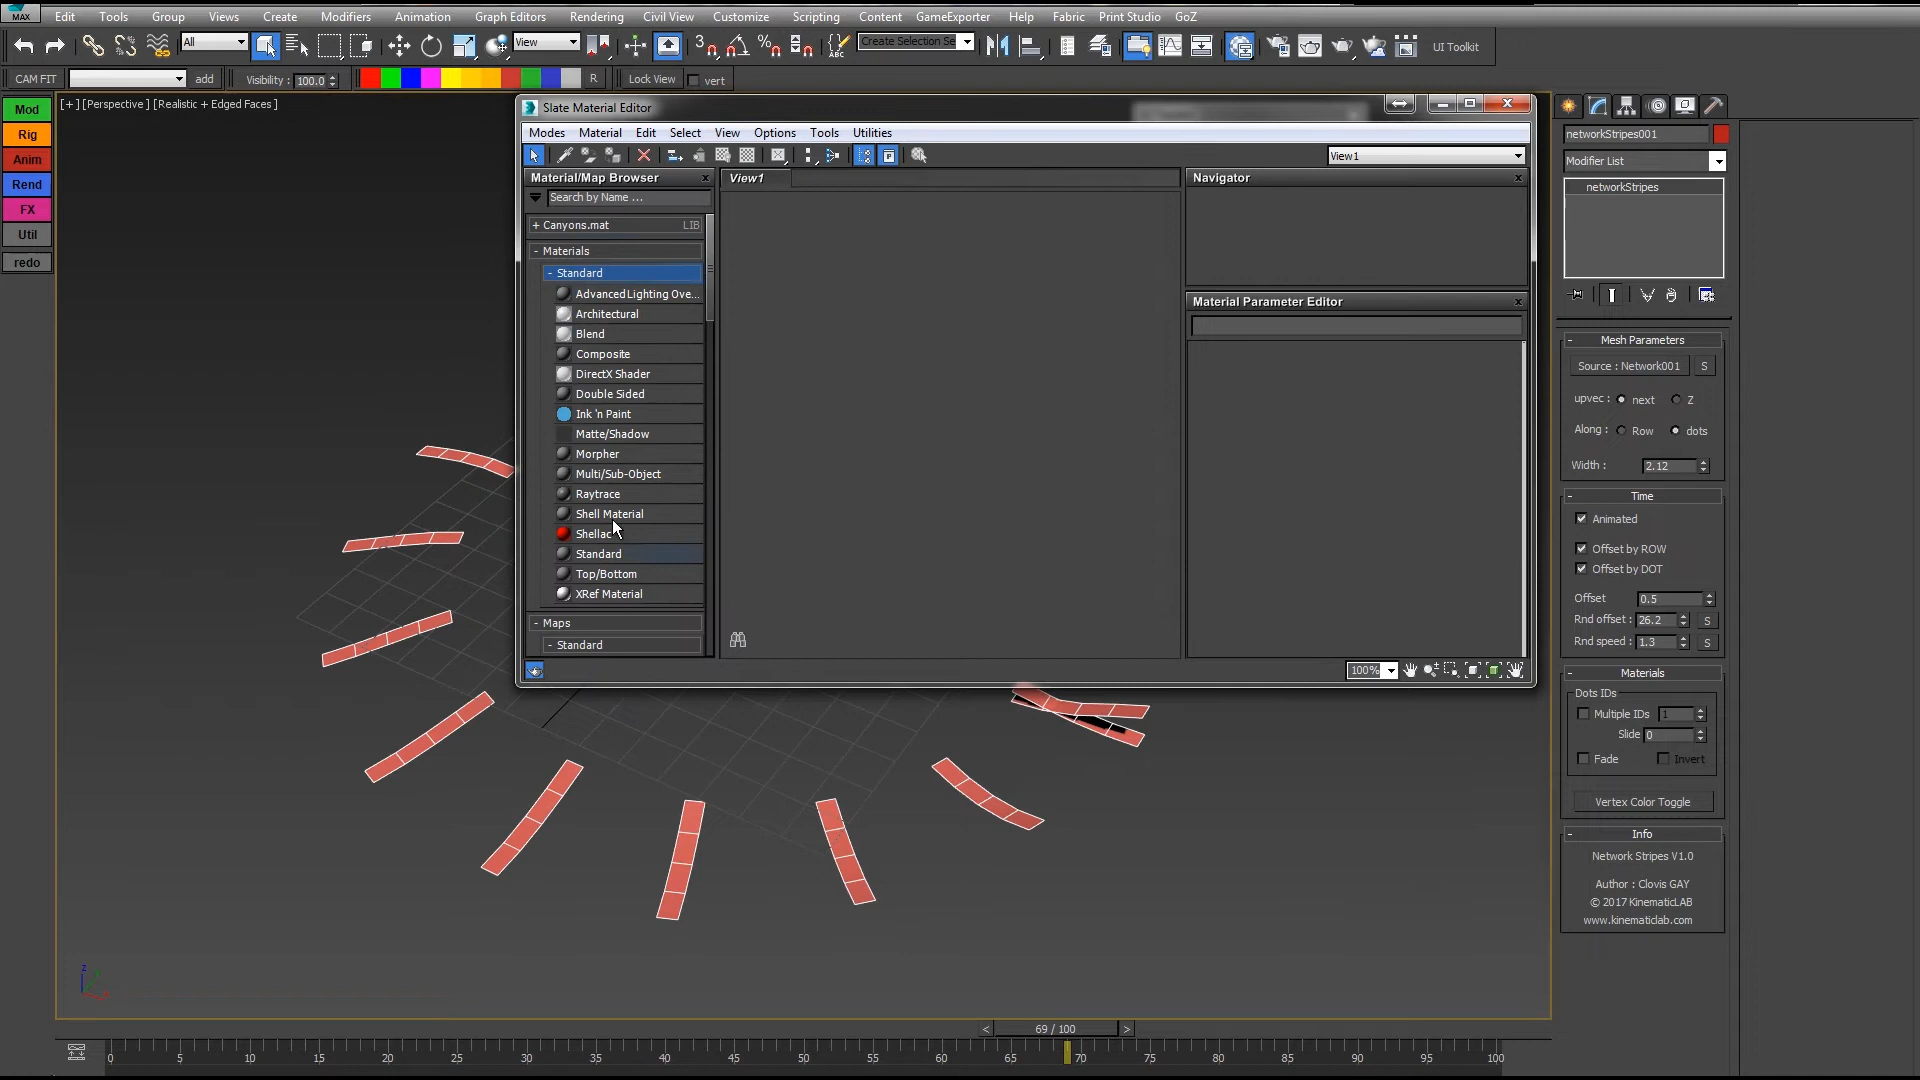 MAX Edit Tools Group Views Create Modifiers Animation Graph Editors Rendering Civil View Customize Scripting Content GameExporter Help Fabric Print Studio GoZ
All View 3 % ABC Create Selection Se UI Toolkit
CAM FIT add Visibility: 100.0 R Lock View vert
Mod
Rig
Anim
Rend
FX
Util
redo
[+] [Perspective] [Realistic + Edged Faces]
Slate Material Editor
Modes Material Edit Select View Options Tools Utilities
View1
Material/Map Browser
Search by Name ...
+ Canyons.mat LIB
- Materials
- Standard
Advanced Lighting Ove...
Architectural
Blend
Composite
DirectX Shader
Double Sided
Ink 'n Paint
Matte/Shadow
Morpher
Multi/Sub-Object
Raytrace
Shell Material
Shellac
Standard
Top/Bottom
XRef Material
- Maps
- Standard
View1
Navigator
Material Parameter Editor
100%
networkStripes001
Modifier List
networkStripes
- Mesh Parameters
Source : Network001 S
upvec : next Z
Along : Row dots
Width : 2.12
- Time
Animated
Offset by ROW
Offset by DOT
Offset 0.5
Rnd offset : 26.2 S
Rnd speed : 1.3 S
- Materials
Dots IDs
Multiple IDs 1
Slide 0
Fade Invert
Vertex Color Toggle
- Info
Network Stripes V1.0
Author : Clovis GAY
© 2017 KinematicLAB
www.kinematiclab.com
z
< 69 / 100 >
0 5 10 15 20 25 30 35 40 45 50 55 60 65 70 75 80 85 90 95 100